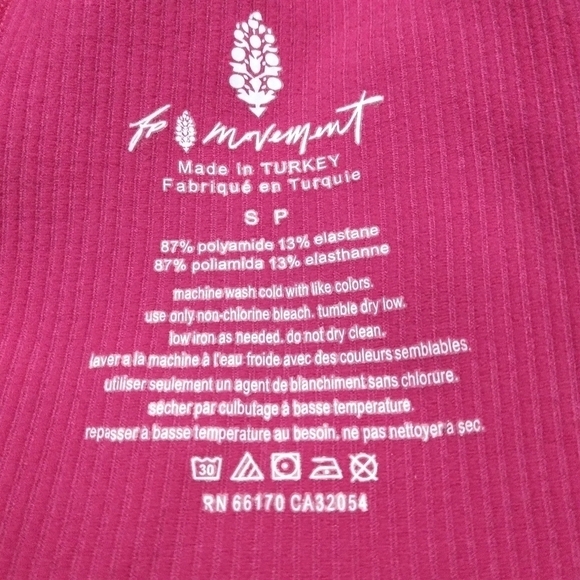 fp movement
Made in TURKEY
Fabriqué en Turquie
S P
87% polyamide 13% elastane
87% poliamida 13% elasthanne
machine wash cold with like colors.
use only non-chlorine bleach. tumble dry low.
low iron as needed. do not dry clean.
laver a la machine à l'eau froide avec des couleurs semblables.
utiliser seulement un agent de blanchiment sans chlorure.
sécher par culbutage à basse temperature.
repasser à basse temperature au besoin. ne pas nettoyer a sec.
30
RN 66170 CA32054